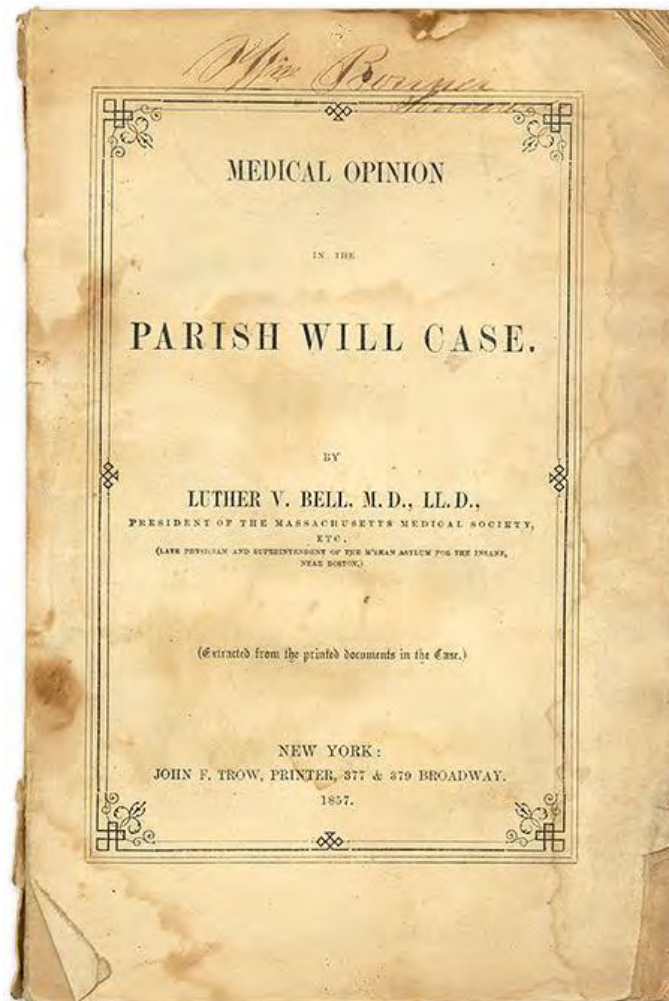 Bonner
MEDICAL OPINION
IN THE
PARISH WILL CASE.
BY
LUTHER V. BELL, M. D., LL. D.,
PRESIDENT OF THE MASSACHUSETTS MEDICAL SOCIETY,
ETC.
(LATE PHYSICIAN AND SUPERINTENDENT OF THE M'LEAN ASYLUM FOR THE INSANE,
NEAR BOSTON.)
(Extracted from the printed documents in the Case.)
NEW YORK:
JOHN F. TROW, PRINTER, 377 & 379 BROADWAY.
1857.